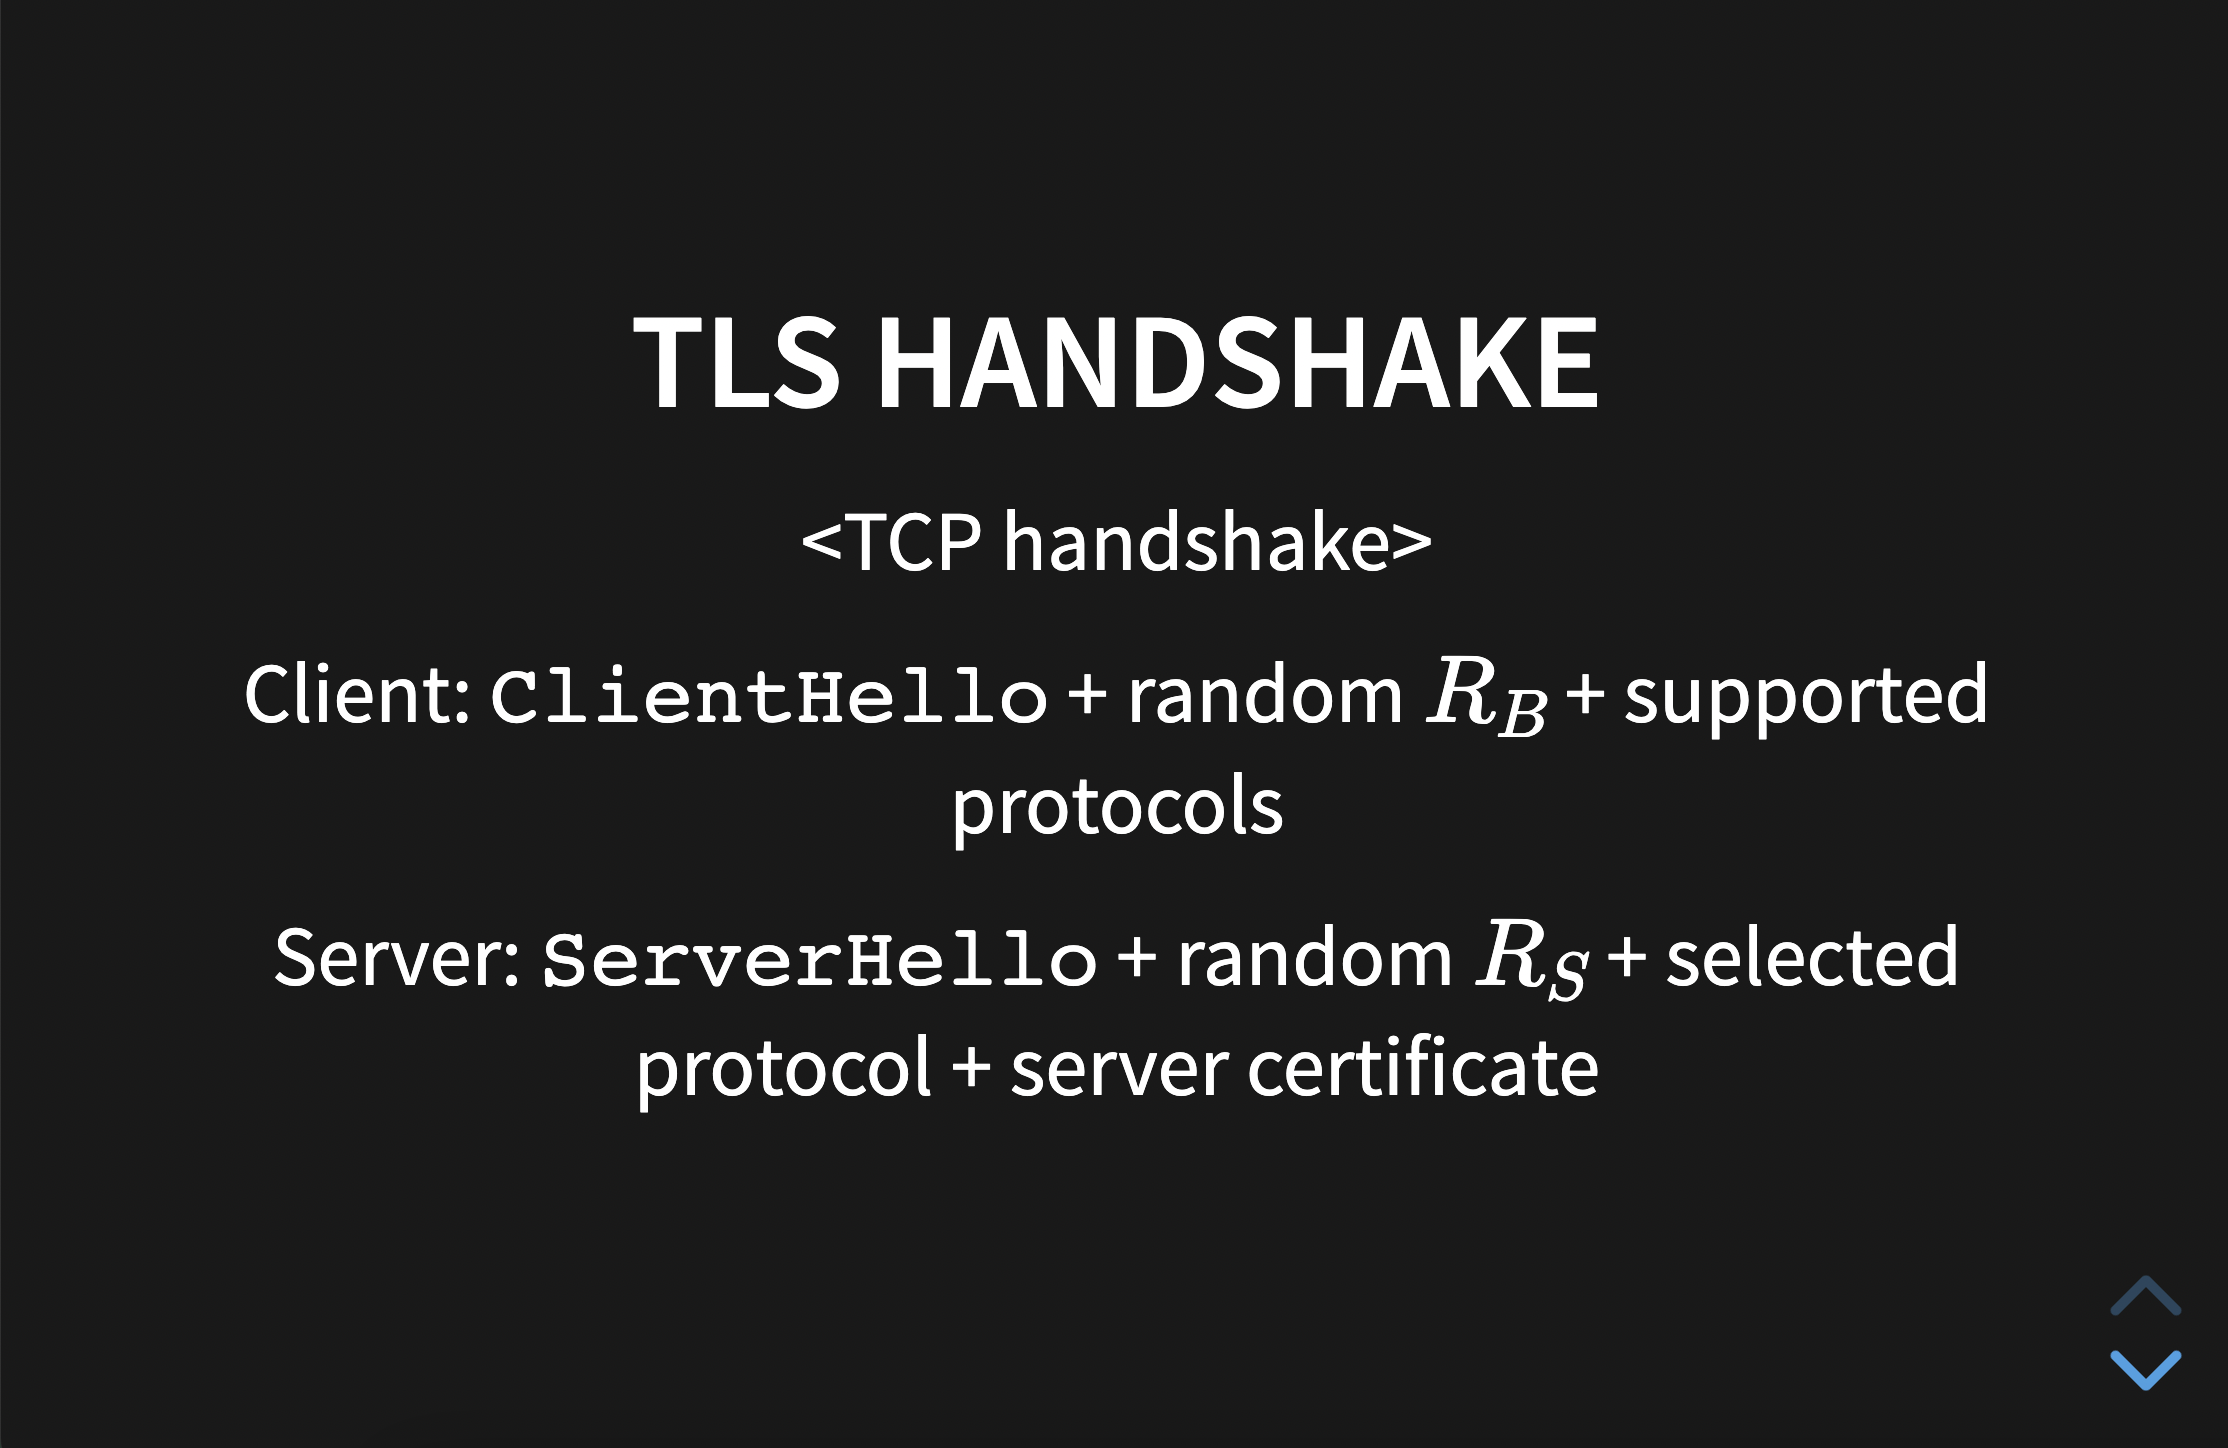 TLS HANDSHAKE
<TCP handshake>
Client: ClientHello + random R_B + supported
protocols
Server: ServerHello + random R_S + selected
protocol + server certificate